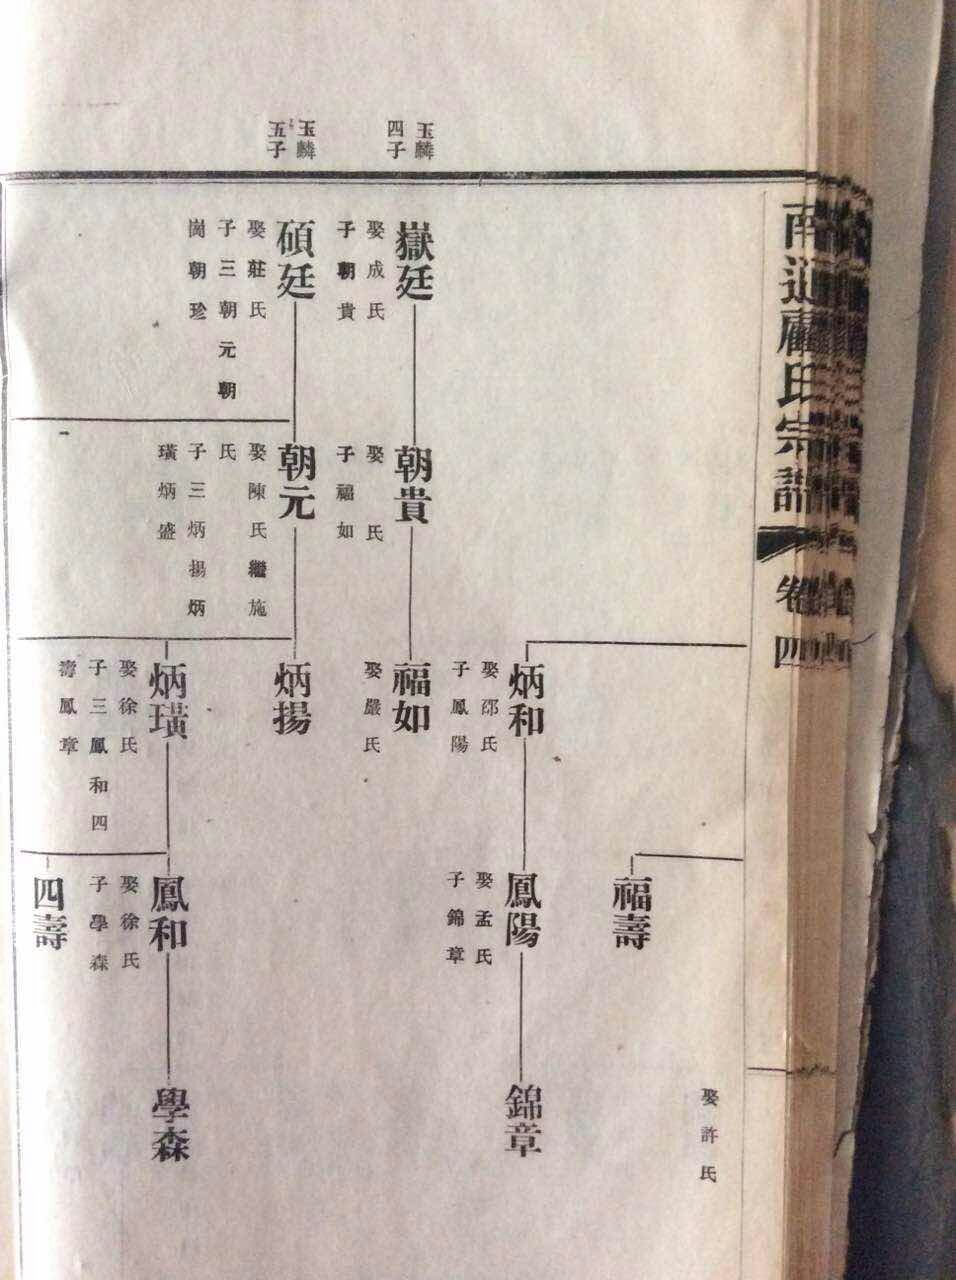 南通顧氏宗譜
卷四
玉麟
四子
玉麟
五子
嶽廷
娶成氏
子朝貴
碩廷
娶莊氏
子三朝元朝
崗朝珍
朝貴
娶　氏
子福如
朝元
娶陳氏繼施
氏
子三炳揚炳
璜炳盛
炳和
娶邵氏
子鳳陽
福如
娶嚴氏
炳揚
炳璜
娶徐氏
子三鳳和四
壽鳳章
福壽
鳳陽
娶孟氏
子錦章
鳳和
娶徐氏
子學森
四壽
娶許氏
錦章
學森